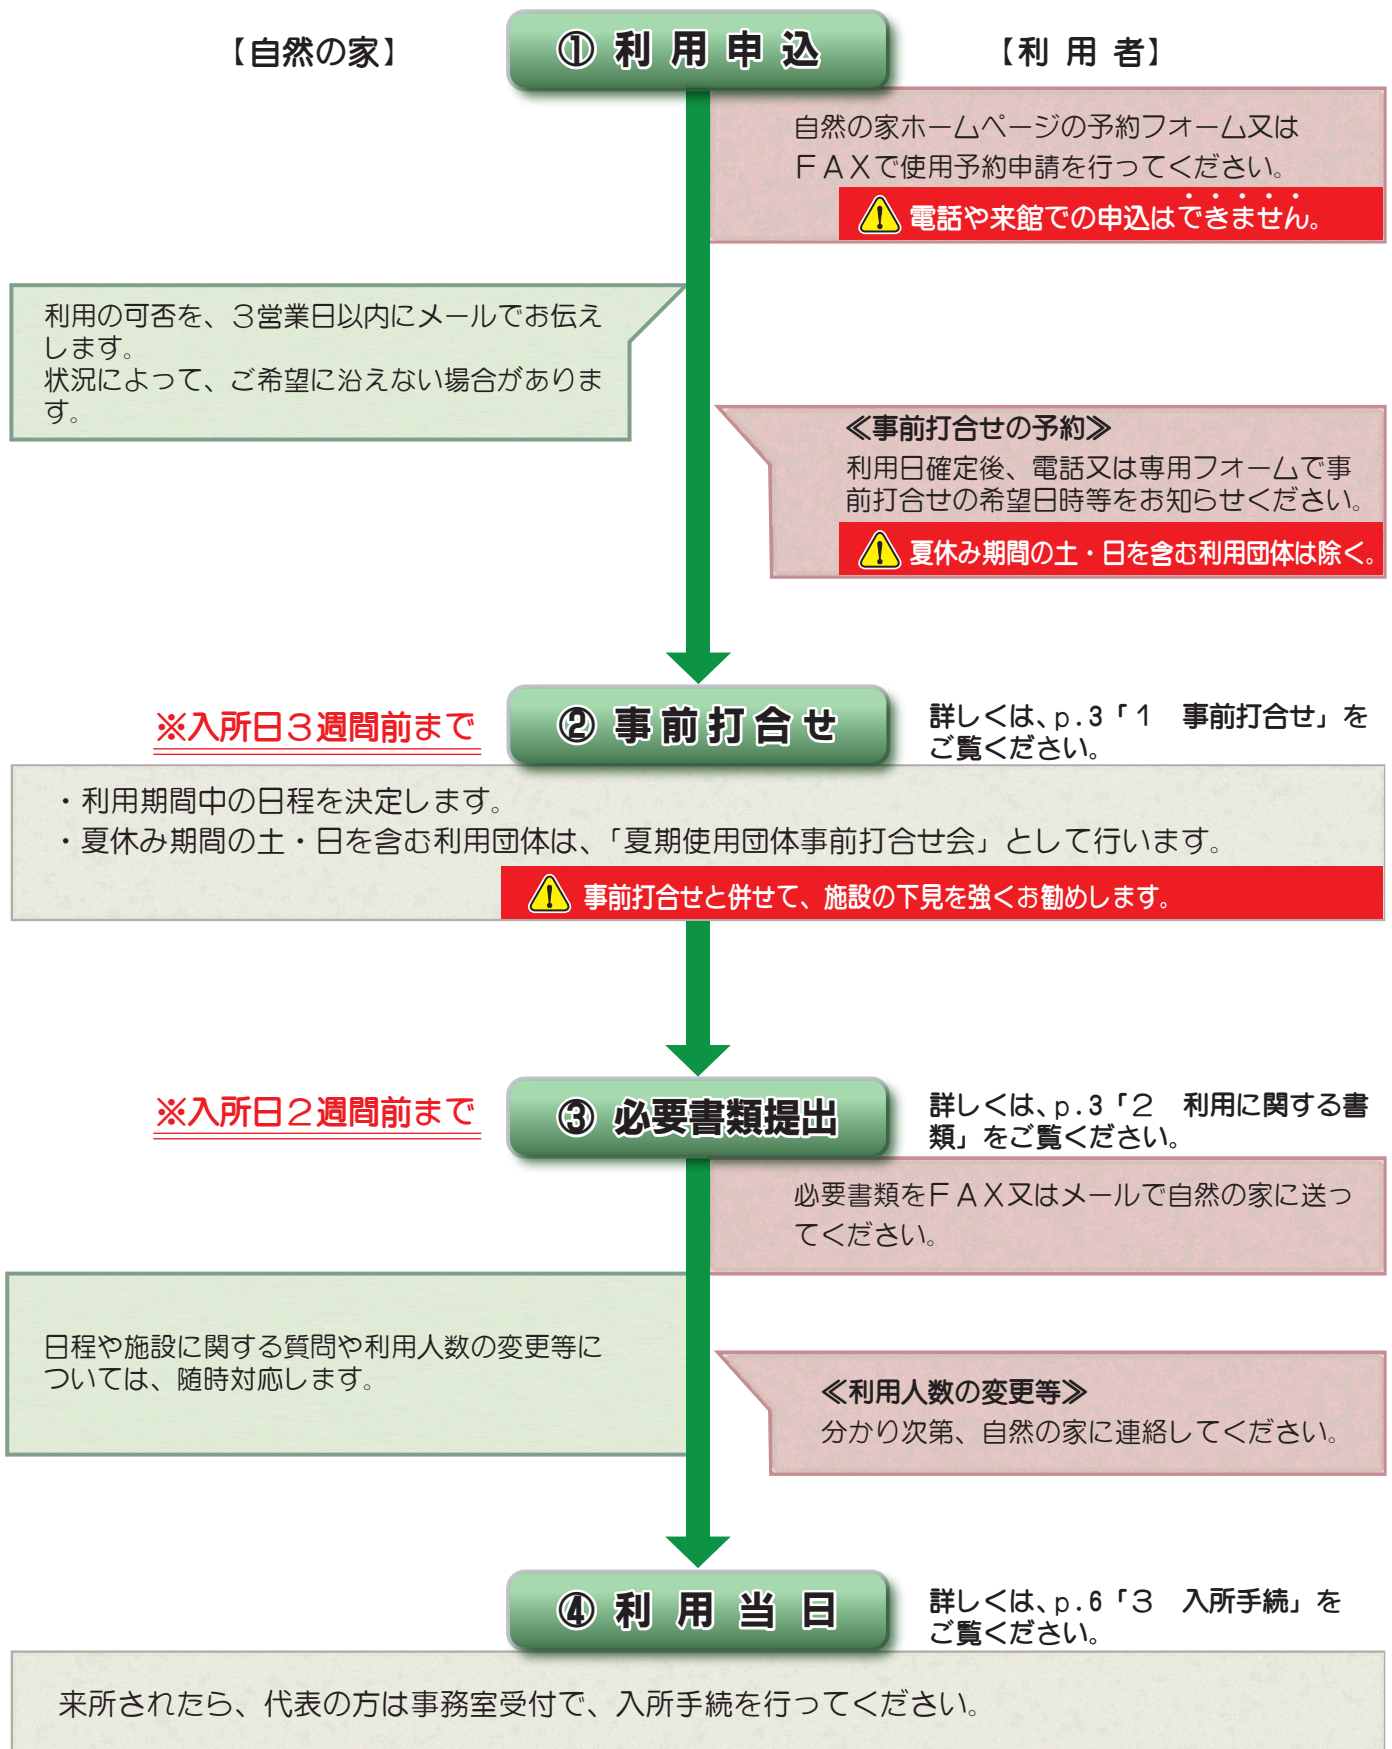 【自然の家】
① 利用申込
【利用者】
自然の家ホームページの予約フォーム又は
ＦＡＸで使用予約申請を行ってください。
電話や来館での申込はできません。
利用の可否を、３営業日以内にメールでお伝え
します。
状況によって、ご希望に沿えない場合がありま
す。
≪事前打合せの予約≫
利用日確定後、電話又は専用フォームで事
前打合せの希望日時等をお知らせください。
夏休み期間の土・日を含む利用団体は除く。
※入所日３週間前まで
② 事前打合せ
詳しくは、p.3「１　事前打合せ」を
ご覧ください。
・利用期間中の日程を決定します。
・夏休み期間の土・日を含む利用団体は、「夏期使用団体事前打合せ会」として行います。
事前打合せと併せて、施設の下見を強くお勧めします。
※入所日２週間前まで
③ 必要書類提出
詳しくは、p.3「２　利用に関する書
類」をご覧ください。
必要書類をＦＡＸ又はメールで自然の家に送っ
てください。
日程や施設に関する質問や利用人数の変更等に
ついては、随時対応します。
≪利用人数の変更等≫
分かり次第、自然の家に連絡してください。
④ 利用当日
詳しくは、p.6「３　入所手続」を
ご覧ください。
来所されたら、代表の方は事務室受付で、入所手続を行ってください。